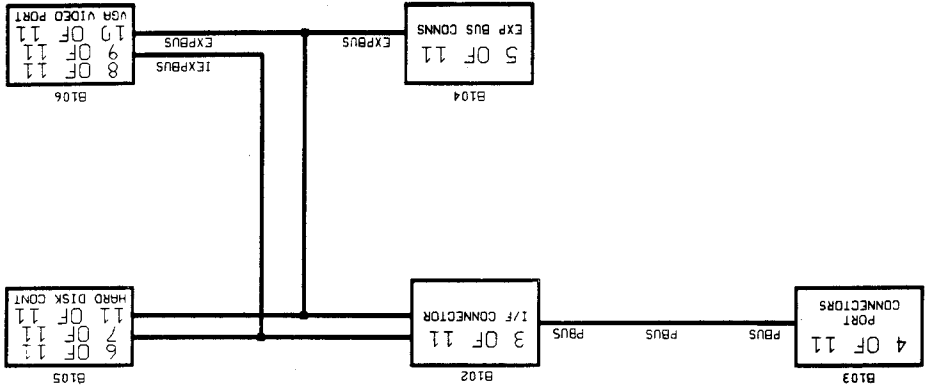 B103
4 OF 11
PORT
CONNECTORS
PBUS
PBUS
PBUS
B102
3 OF 11
I/F CONNECTOR
B105
6 OF 11
7 OF 11
11 OF 11
HARD DISK CONT
B104
5 OF 11
EXP BUS CONNS
EXPBUS
IEXPBUS
EXPBUS
B106
8 OF 11
9 OF 11
10 OF 11
VGA VIDEO PORT